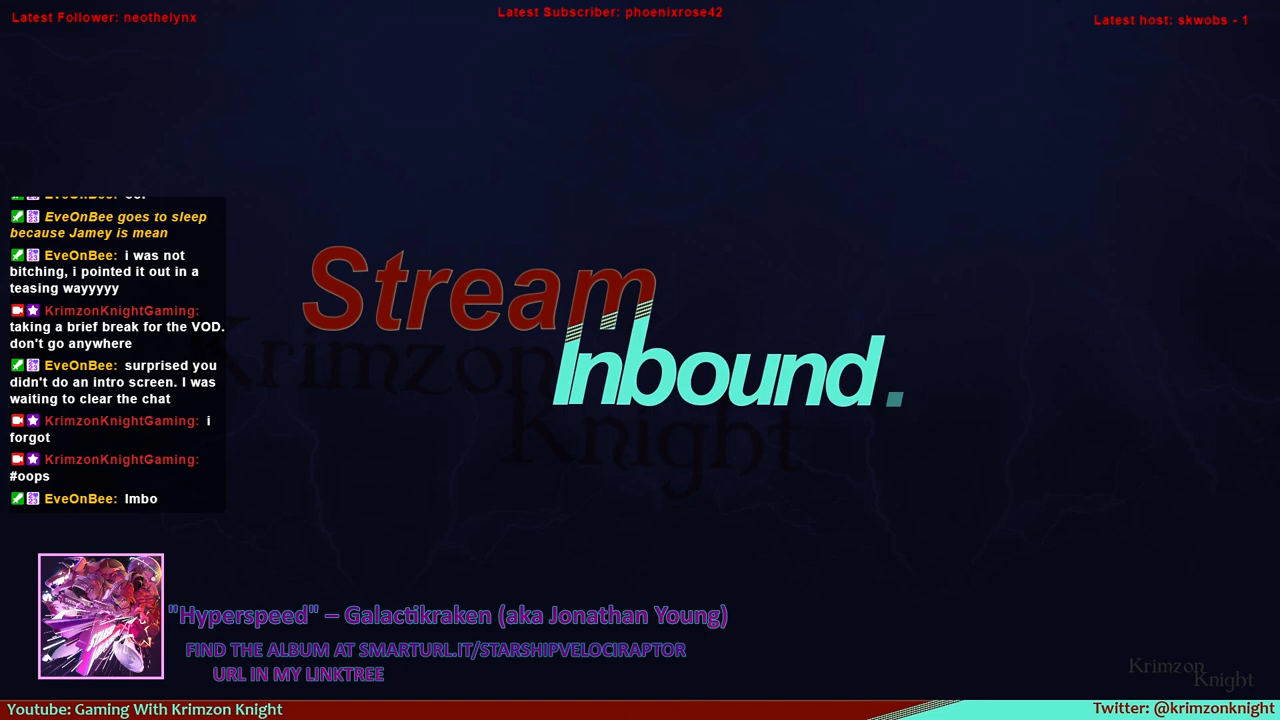 Latest Follower: neothelynx
Latest Subscriber: phoenixrose42
Latest host: skwobs - 1
EveOnBee goes to sleep
because Jamey is mean
EveOnBee: i was not
bitching, i pointed it out in a
teasing wayyyyy
KrimzonKnightGaming:
taking a brief break for the VOD.
don't go anywhere
EveOnBee: surprised you
didn't do an intro screen. I was
waiting to clear the chat
KrimzonKnightGaming: i
forgot
KrimzonKnightGaming:
#oops
EveOnBee: lmbo
Stream
Inbound.
Krimzon
Knight
"Hyperspeed" – Galactikraken (aka Jonathan Young)
FIND THE ALBUM AT SMARTURL.IT/STARSHIPVELOCIRAPTOR
URL IN MY LINKTREE
Krimzon
Knight
Youtube: Gaming With Krimzon Knight
Twitter: @krimzonknight